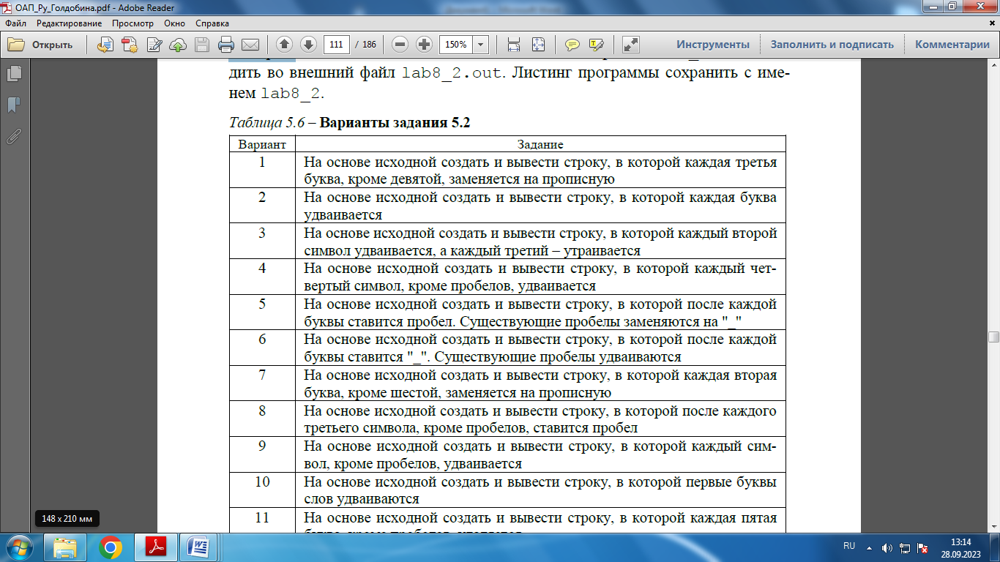 ОАП_Ру_Голдобина.pdf - Adobe Reader
Файл Редактирование Просмотр Окно Справка
Открыть 111 / 186 150% Инструменты Заполнить и подписать Комментарии
дить во внешний файл lab8_2.out. Листинг программы сохранить с име-
нем lab8_2.
Таблица 5.6 – Варианты задания 5.2
Вариант Задание
1 На основе исходной создать и вывести строку, в которой каждая третья
буква, кроме девятой, заменяется на прописную
2 На основе исходной создать и вывести строку, в которой каждая буква
удваивается
3 На основе исходной создать и вывести строку, в которой каждый второй
символ удваивается, а каждый третий – утраивается
4 На основе исходной создать и вывести строку, в которой каждый чет-
вертый символ, кроме пробелов, удваивается
5 На основе исходной создать и вывести строку, в которой после каждой
буквы ставится пробел. Существующие пробелы заменяются на "_"
6 На основе исходной создать и вывести строку, в которой после каждой
буквы ставится "_". Существующие пробелы удваиваются
7 На основе исходной создать и вывести строку, в которой каждая вторая
буква, кроме шестой, заменяется на прописную
8 На основе исходной создать и вывести строку, в которой после каждого
третьего символа, кроме пробелов, ставится пробел
9 На основе исходной создать и вывести строку, в которой каждый сим-
вол, кроме пробелов, удваивается
10 На основе исходной создать и вывести строку, в которой первые буквы
слов удваиваются
11 На основе исходной создать и вывести строку, в которой каждая пятая
148 x 210 мм
RU 13:14
28.09.2023